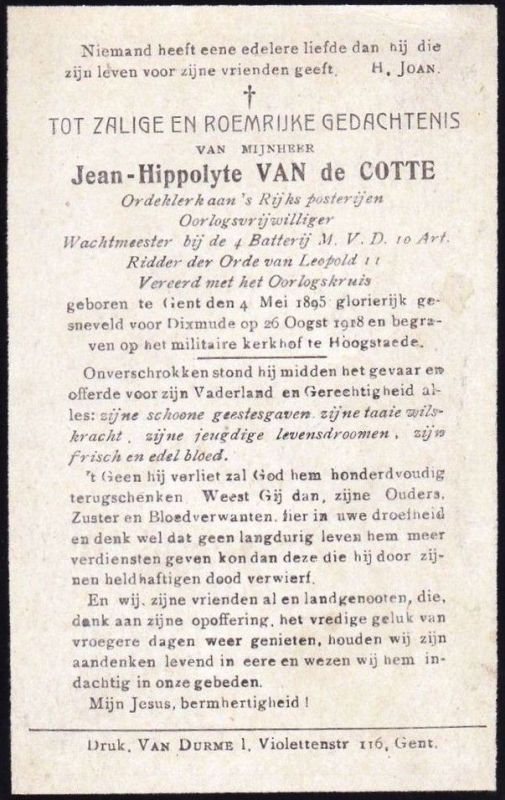 Niemand heeft eene edelere liefde dan hij die
zijn leven voor zijne vrienden geeft. H. JOAN.
†
TOT ZALIGE EN ROEMRIJKE GEDACHTENIS
VAN MIJNHEER
Jean-Hippolyte VAN de COTTE
Ordeklerk aan's Rijks posterijen
Oorlogsvrijwilliger
Wachtmeester bij de 4 Batterij M. V. D. 10 Art.
Ridder der Orde van Leopold II
Vereerd met het Oorlogskruis
geboren te Gent den 4 Mei 1895 glorierijk ge-
sneveld voor Dixmude op 26 Oogst 1918 en begra-
ven op het militaire kerkhof te Hoogstaede.
Onverschrokken stond hij midden het gevaar en
offerde voor zijn Vaderland en Gerechtigheid al-
les: zijne schoone geestesgaven zijne taaie wils-
kracht, zijne jeugdige levensdroomen, zijn
frisch en edel bloed.
't Geen hij verliet zal God hem honderdvoudig
terugschenken Weest Gij dan, zijne Ouders,
Zuster en Bloedverwanten, fier in uwe droefheid
en denk wel dat geen langdurig leven hem meer
verdiensten geven kon dan deze die hij door zij-
nen heldhaftigen dood verwierf.
En wij, zijne vrienden al en landgenooten, die,
dank aan zijne opoffering, het vredige geluk van
vroegere dagen weer genieten, houden wij zijn
aandenken levend in eere en wezen wij hem in-
dachtig in onze gebeden.
Mijn Jesus, bermhertigheid !
Druk. VAN DURME l. Violettenstr 116, Gent.